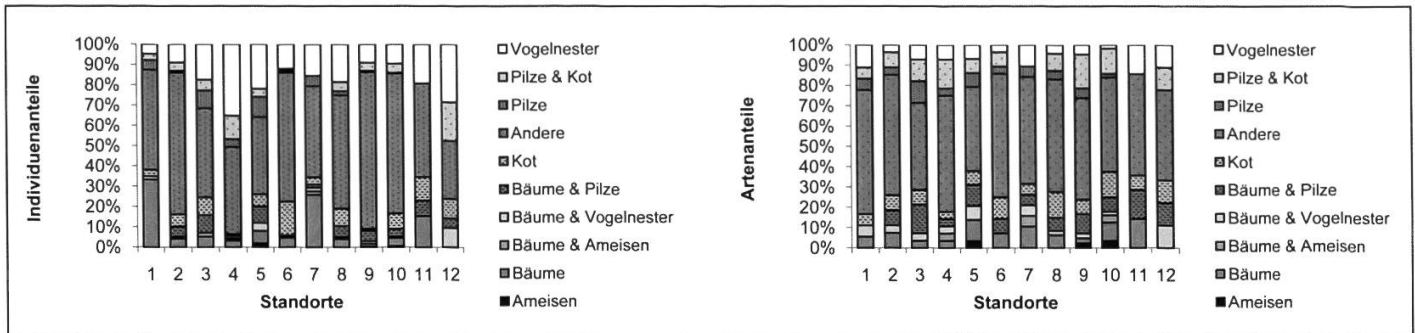 100%
90%
80%
70%
60%
50%
40%
30%
20%
10%
0%
Individuenanteile
1 2 3 4 5 6 7 8 9 10 11 12
Standorte
Vogelnester
Pilze & Kot
Pilze
Andere
Kot
Bäume & Pilze
Bäume & Vogelnester
Bäume & Ameisen
Bäume
Ameisen
100%
90%
80%
70%
60%
50%
40%
30%
20%
10%
0%
Artenanteile
1 2 3 4 5 6 7 8 9 10 11 12
Standorte
Vogelnester
Pilze & Kot
Pilze
Andere
Kot
Bäume & Pilze
Bäume & Vogelnester
Bäume & Ameisen
Bäume
Ameisen